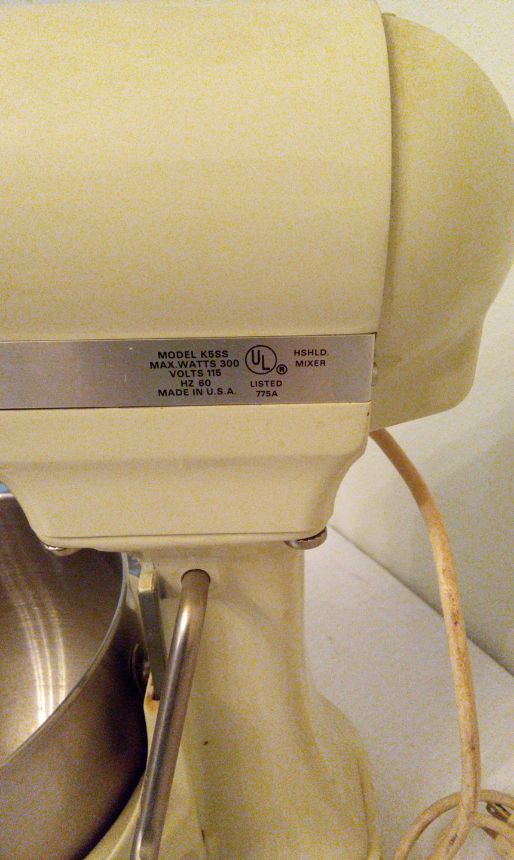 MODEL K5SS
MAX.WATTS 300
VOLTS 115
HZ 60
MADE IN U.S.A.
UL®
LISTED
775A
HSHLD.
MIXER